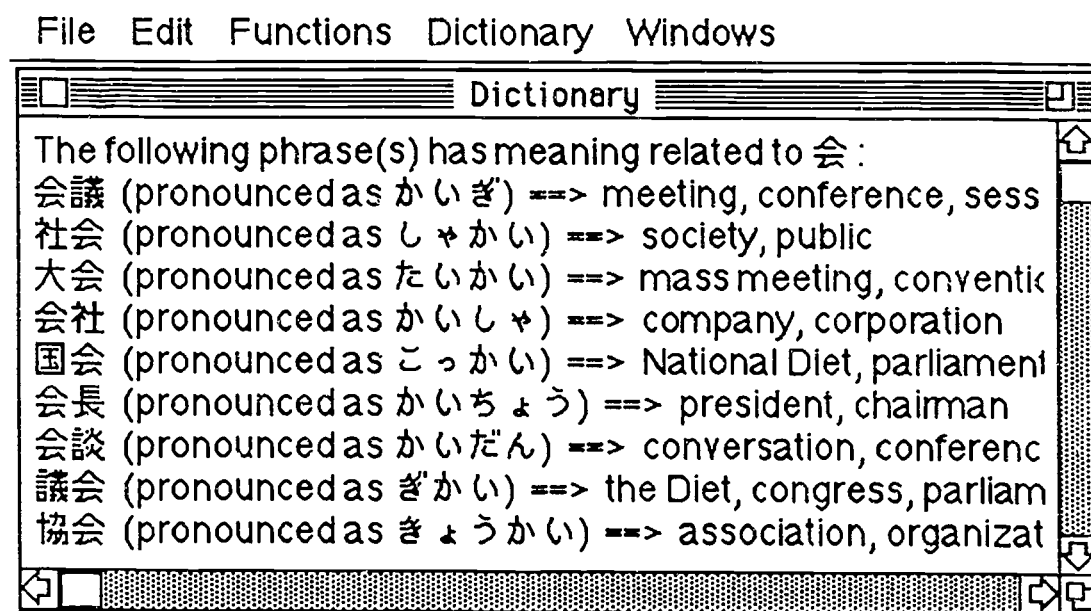 File Edit Functions Dictionary Windows
Dictionary
The following phrase(s) has meaning related to 会 :
会議 (pronounced as かいぎ) ==> meeting, conference, sess
社会 (pronounced as しゃかい) ==> society, public
大会 (pronounced as たいかい) ==> mass meeting, conventi
会社 (pronounced as かいしゃ) ==> company, corporation
国会 (pronounced as こっかい) ==> National Diet, parliament
会長 (pronounced as かいちょう) ==> president, chairman
会談 (pronounced as かいだん) ==> conversation, conferenc
議会 (pronounced as ぎかい) ==> the Diet, congress, parliam
協会 (pronounced as きょうかい) ==> association, organizat